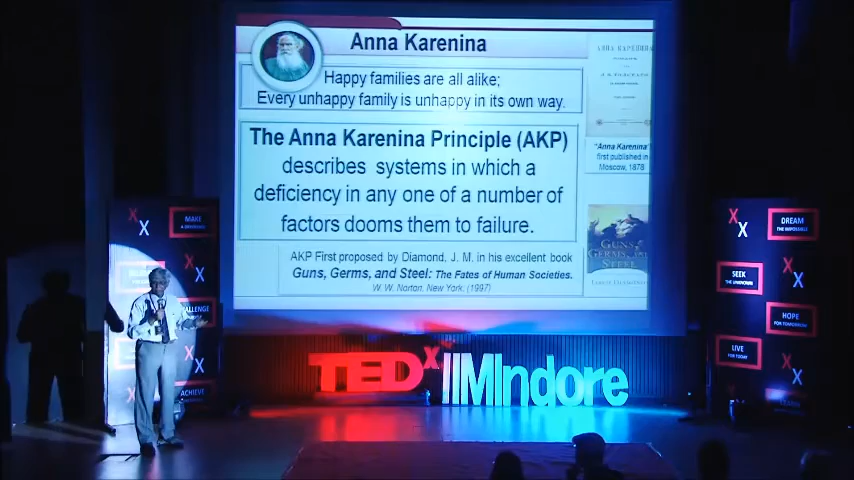 Anna Karenina
Happy families are all alike;
Every unhappy family is unhappy in its own way.
The Anna Karenina Principle (AKP)
describes systems in which a
deficiency in any one of a number of
factors dooms them to failure.
AKP First proposed by Diamond, J. M. in his excellent book
Guns, Germs, and Steel: The Fates of Human Societies.
W. W. Norton, New York. (1997)
"Anna Karenina"
first published in
Moscow, 1878
GUNS,
GERMS, AND
STEEL
X
X
MAKE
X
X
CHALLENGE
X
X
ACHIEVE
TEDx
IIMIndore
X
X
DREAM
THE IMPOSSIBLE
SEEK
THE UNKNOWN
X
X
HOPE
FOR TOMORROW
LIVE
FOR TODAY
X
X